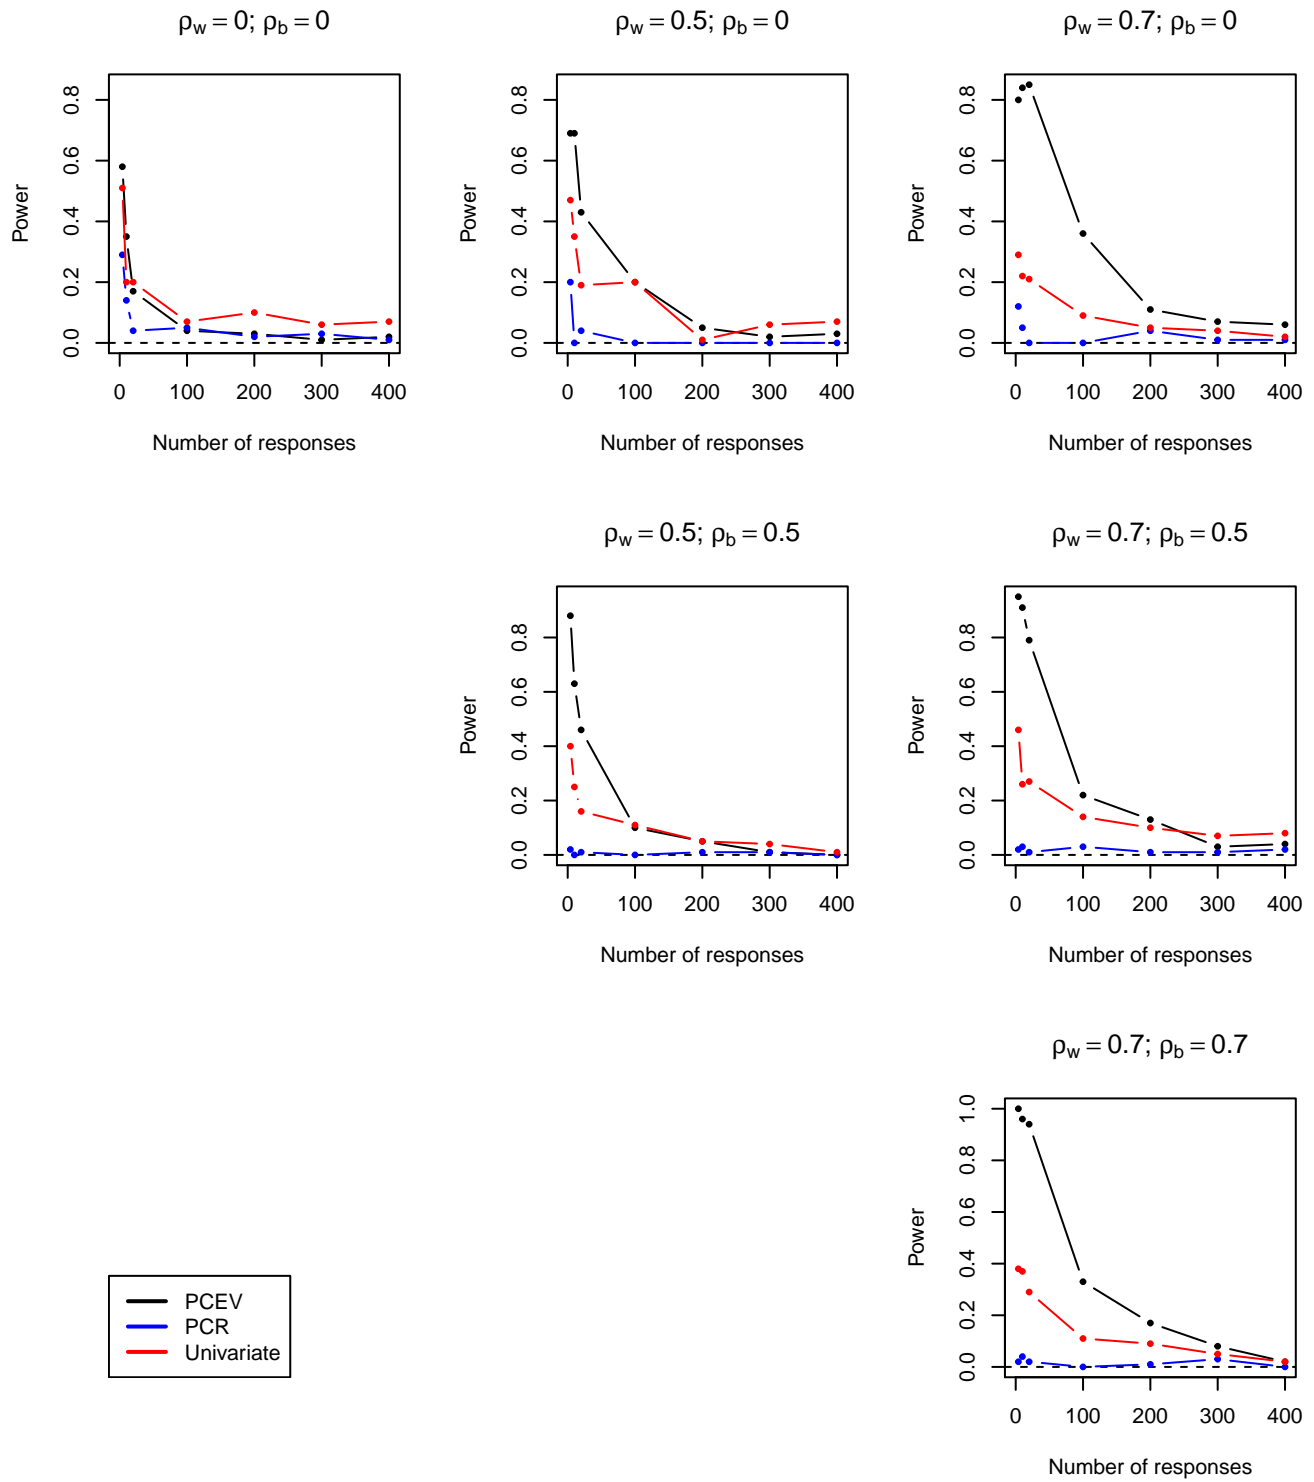 ρw = 0; ρb = 0
Power
0.0 0.2 0.4 0.6 0.8
0 100 200 300 400
Number of responses
ρw = 0.5; ρb = 0
Power
0.0 0.2 0.4 0.6 0.8
0 100 200 300 400
Number of responses
ρw = 0.7; ρb = 0
Power
0.0 0.2 0.4 0.6 0.8
0 100 200 300 400
Number of responses
ρw = 0.5; ρb = 0.5
Power
0.0 0.2 0.4 0.6 0.8
0 100 200 300 400
Number of responses
ρw = 0.7; ρb = 0.5
Power
0.0 0.2 0.4 0.6 0.8
0 100 200 300 400
Number of responses
ρw = 0.7; ρb = 0.7
Power
0.0 0.2 0.4 0.6 0.8 1.0
0 100 200 300 400
Number of responses
PCEV
PCR
Univariate